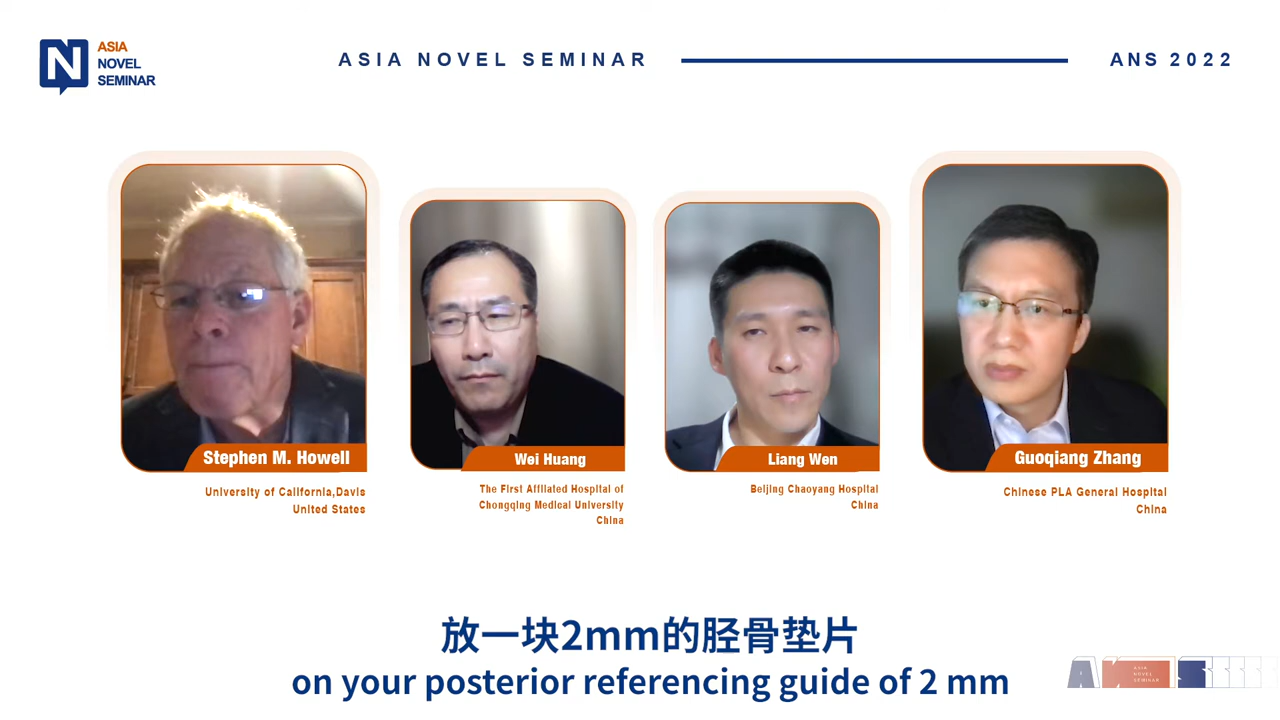 ASIA
NOVEL
SEMINAR
ASIA NOVEL SEMINAR
ANS 2022
Stephen M. Howell
University of California,Davis
United States
Wei Huang
The First Affiliated Hospital of
Chongqing Medical University
China
Liang Wen
Beijing Chaoyang Hospital
China
Guoqiang Zhang
Chinese PLA General Hospital
China
放一块2mm的胫骨垫片
on your posterior referencing guide of 2 mm
ASIA
NOVEL
SEMINAR